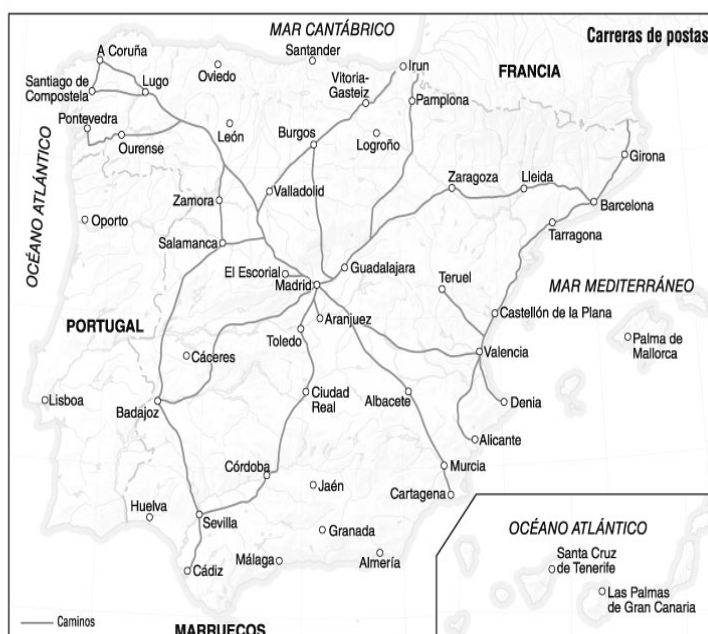 MAR CANTÁBRICO
Carreras de postas
A Coruña
Santander
Oviedo
Irun
FRANCIA
Santiago de
Compostela
Lugo
Vitoria-
Gasteiz
Pamplona
Pontevedra
Ourense
León
Burgos
Logroño
Girona
OCÉANO ATLÁNTICO
Zamora
Valladolid
Zaragoza
Lleida
Barcelona
Oporto
Tarragona
Salamanca
El Escorial
Guadalajara
Madrid
Teruel
MAR MEDITERRÁNEO
PORTUGAL
Aranjuez
Castellón de la Plana
Toledo
Cáceres
Valencia
Palma de
Mallorca
Lisboa
Badajoz
Ciudad
Real
Albacete
Denia
Alicante
Córdoba
Jaén
Murcia
Cartagena
Huelva
Sevilla
Granada
OCÉANO ATLÁNTICO
Cádiz
Málaga
Almería
Santa Cruz
de Tenerife
Las Palmas
de Gran Canaria
Caminos
MARRUECOS